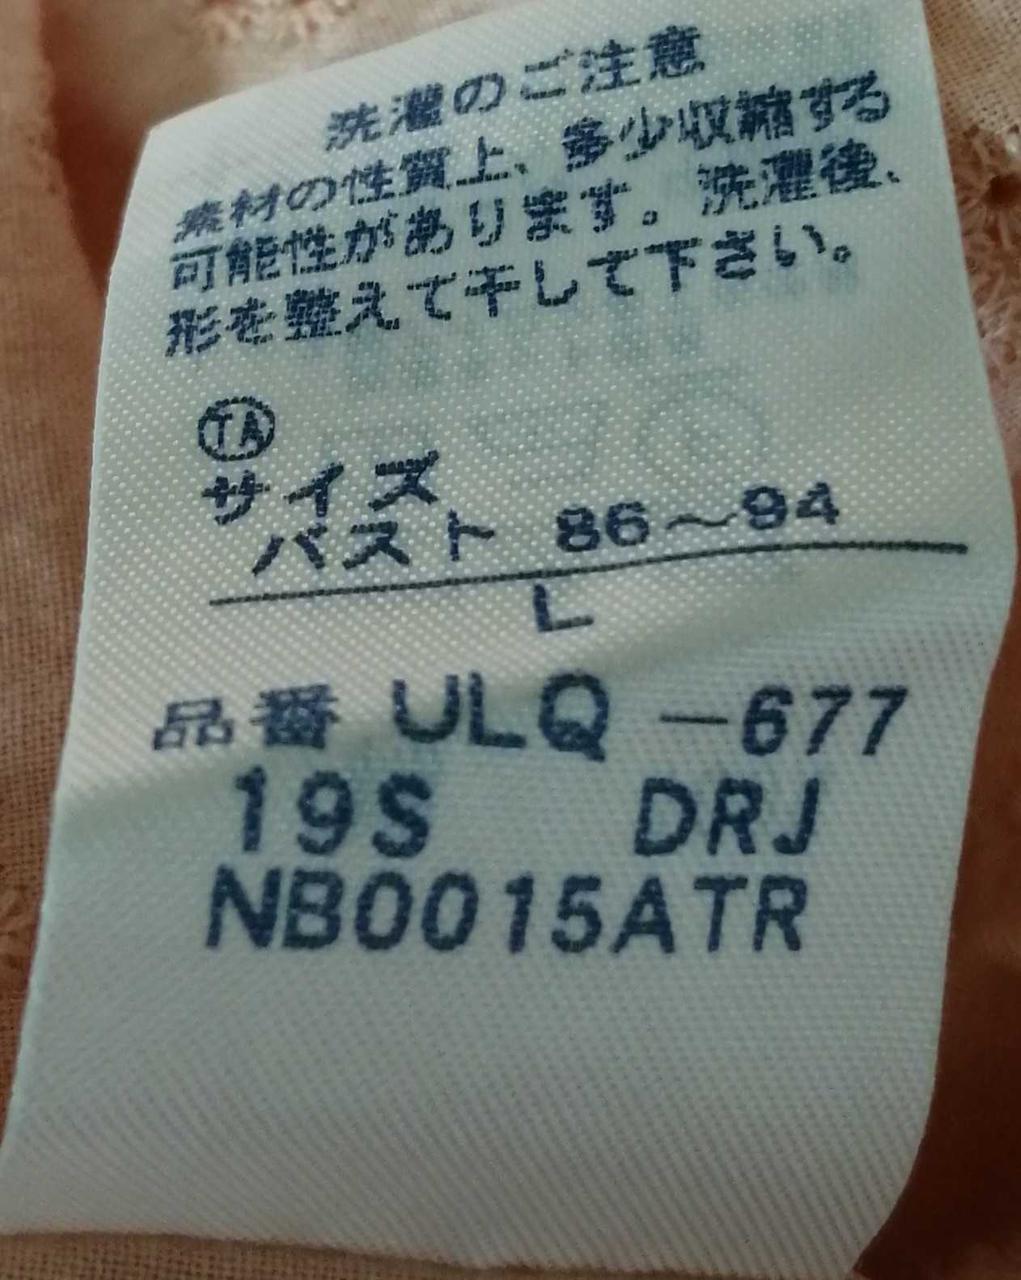 洗濯のご注意
素材の性質上、多少収縮する
可能性があります。洗濯後、
形を整えて干して下さい。
TA
サイズ
バスト 86～94
L
品番 ULQ－677
19S DRJ
NB0015ATR